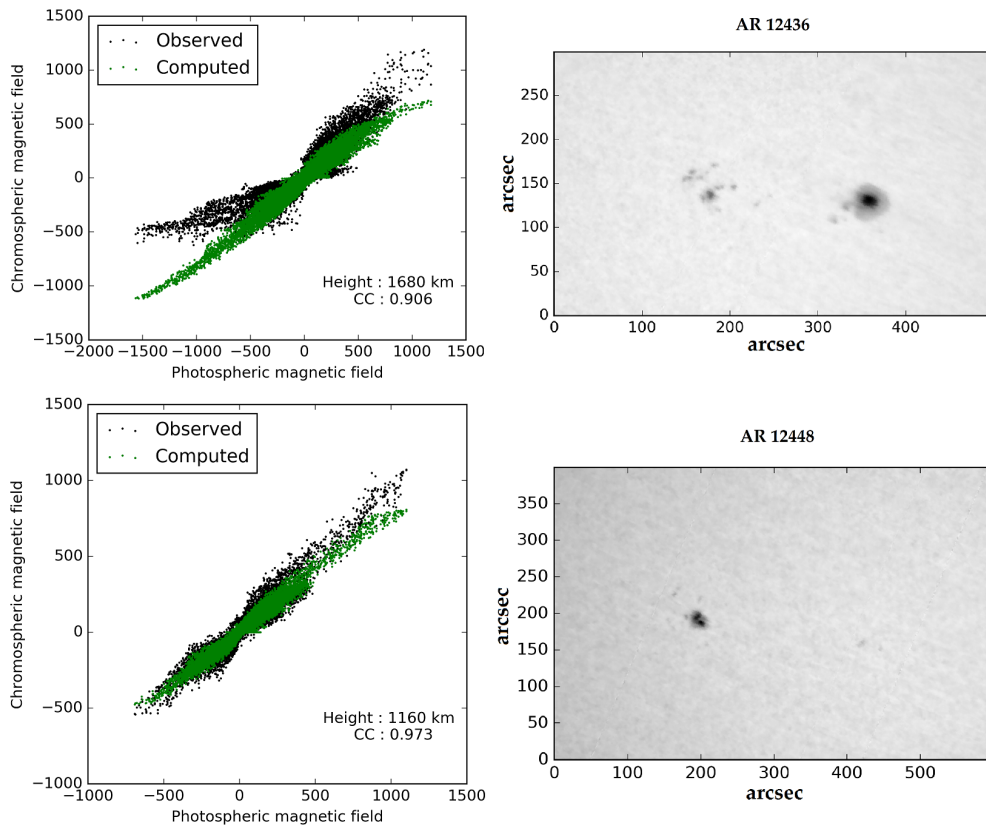 1500
1000
500
0
−500
−1000
−1500
Chromospheric magnetic field
Observed
Computed
Height : 1680 km
CC : 0.906
−2000 −1500 −1000 −500 0 500 1000 1500
Photospheric magnetic field
AR 12436
250
200
150
100
50
0
arcsec
0 100 200 300 400
arcsec
1500
1000
500
0
−500
−1000
Chromospheric magnetic field
Observed
Computed
Height : 1160 km
CC : 0.973
−1000 −500 0 500 1000 1500
Photospheric magnetic field
AR 12448
350
300
250
200
150
100
50
0
arcsec
0 100 200 300 400 500
arcsec